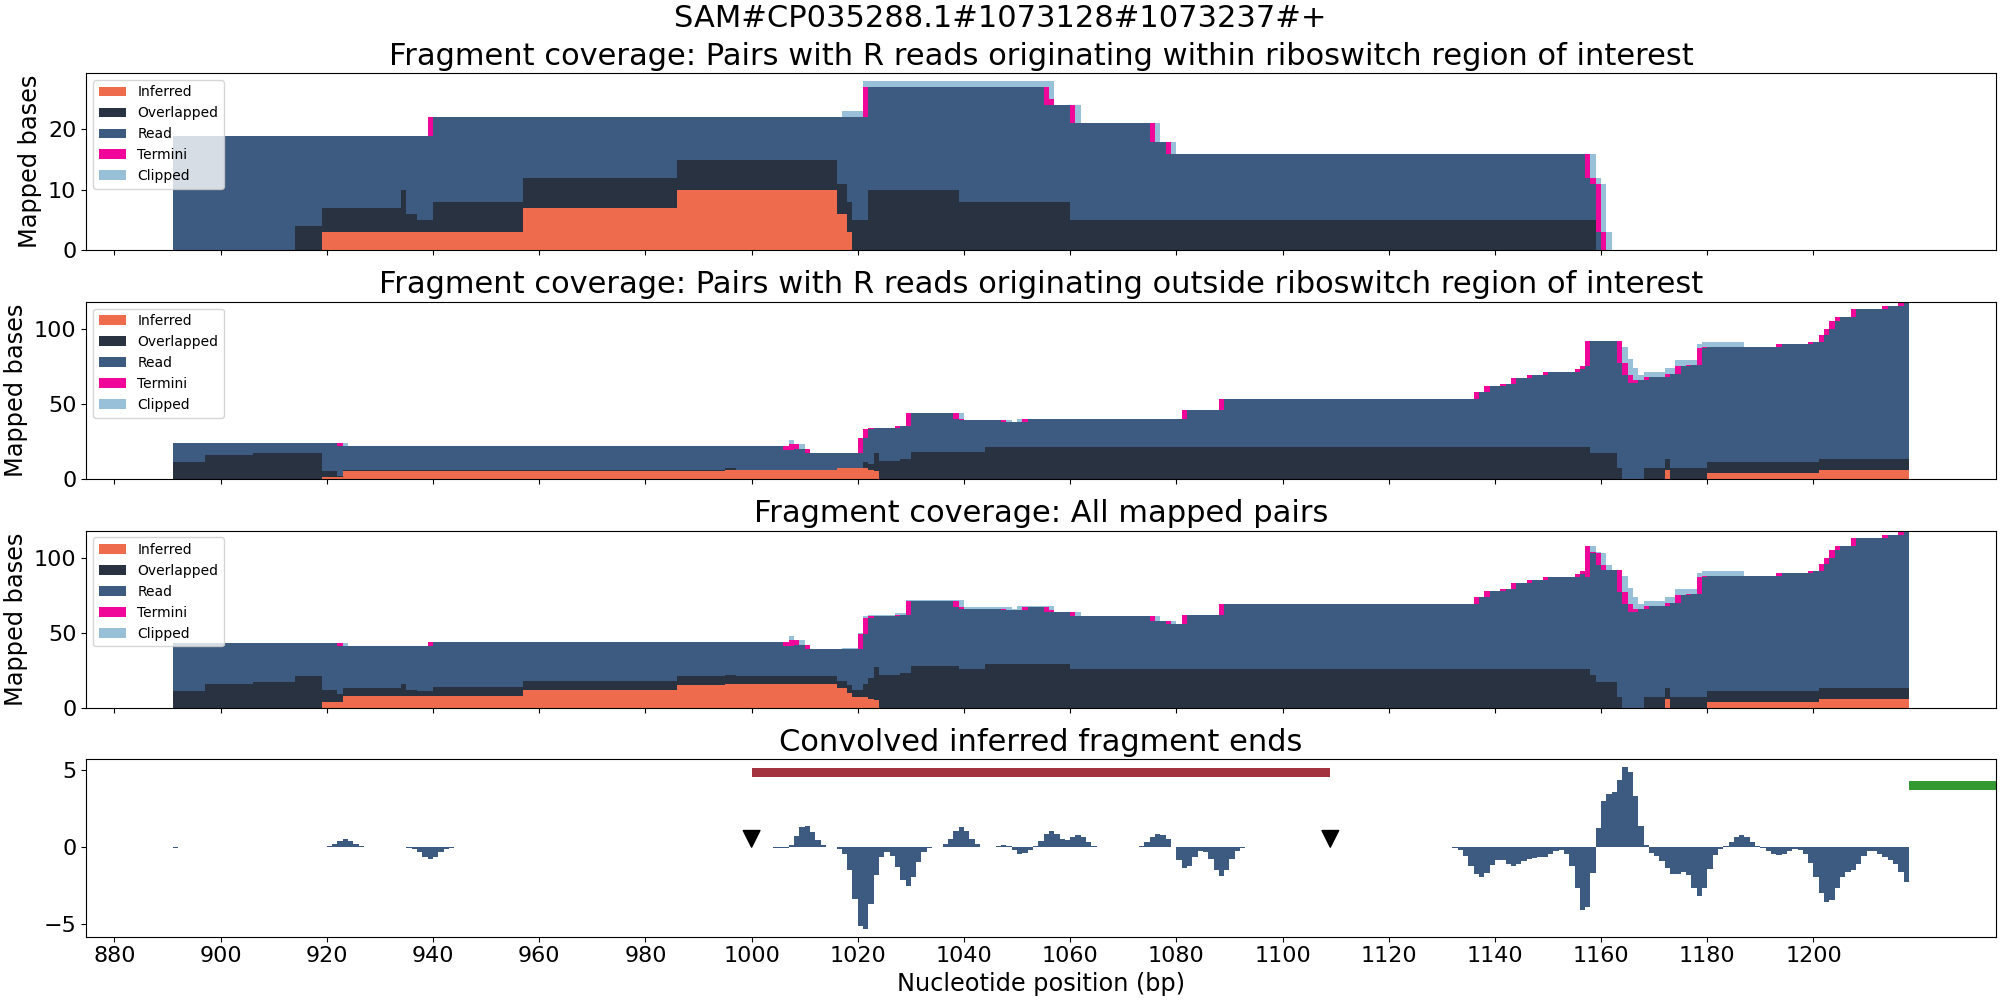 SAM#CP035288.1#1073128#1073237#+
Fragment coverage: Pairs with R reads originating within riboswitch region of interest
Mapped bases
20
10
0
Inferred
Overlapped
Read
Termini
Clipped
Fragment coverage: Pairs with R reads originating outside riboswitch region of interest
Mapped bases
100
50
0
Inferred
Overlapped
Read
Termini
Clipped
Fragment coverage: All mapped pairs
Mapped bases
100
50
0
Inferred
Overlapped
Read
Termini
Clipped
Convolved inferred fragment ends
5
0
−5
880 900 920 940 960 980 1000 1020 1040 1060 1080 1100 1120 1140 1160 1180 1200
Nucleotide position (bp)